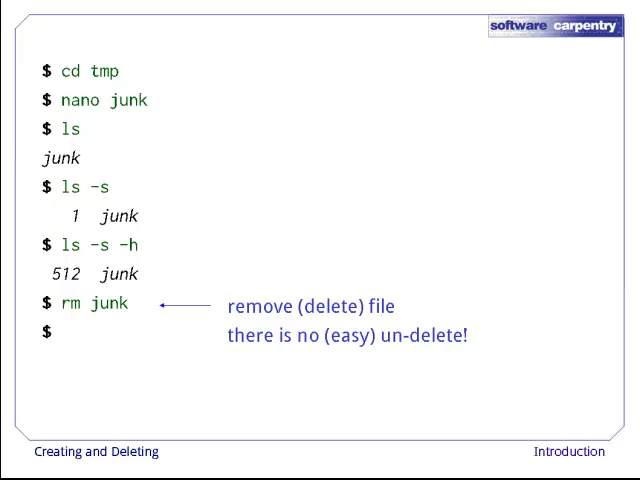 software carpentry
$ cd tmp
$ nano junk
$ ls
junk
$ ls -s
1 junk
$ ls -s -h
512 junk
$ rm junk
remove (delete) file
$
there is no (easy) un-delete!
Creating and Deleting
Introduction